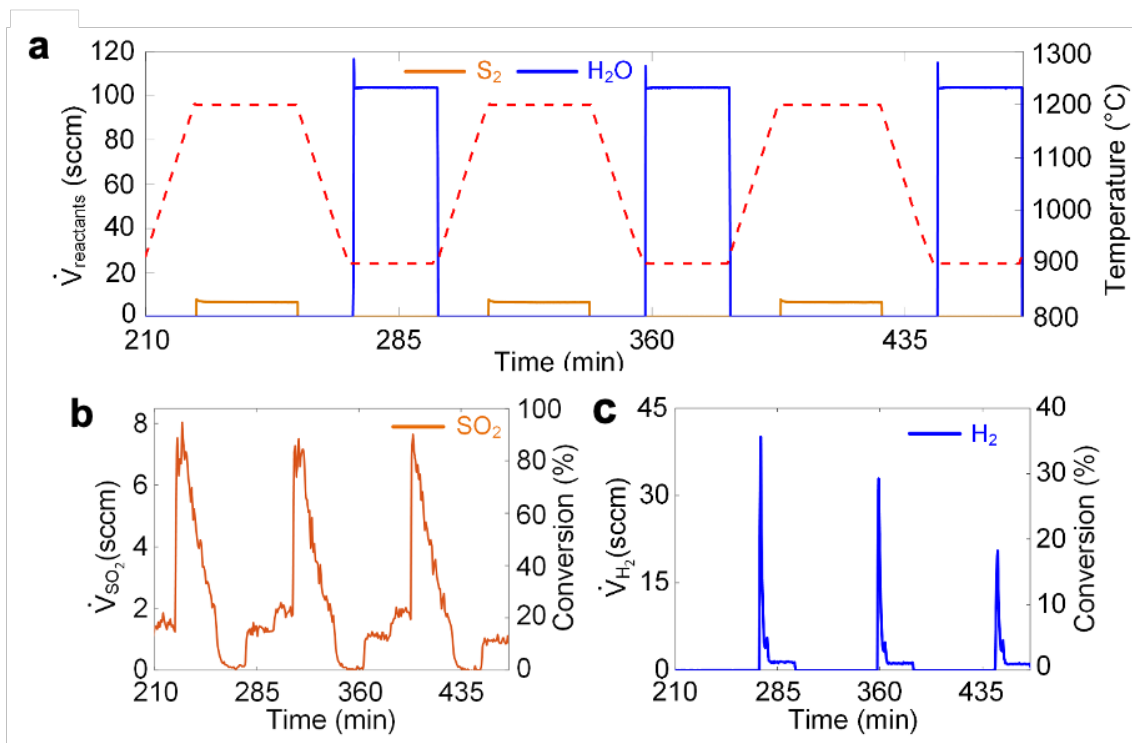 a
S₂ H₂O
120
100
80
60
40
20
0
V̇reactants (sccm)
1300
1200
1100
1000
900
800
Temperature (°C)
210 285 360 435
Time (min)
b
SO₂
8
6
4
2
0
V̇SO₂(sccm)
100
80
60
40
20
0
Conversion (%)
210 285 360 435
Time (min)
c
H₂
45
30
15
0
V̇H₂(sccm)
40
30
20
10
0
Conversion (%)
210 285 360 435
Time (min)